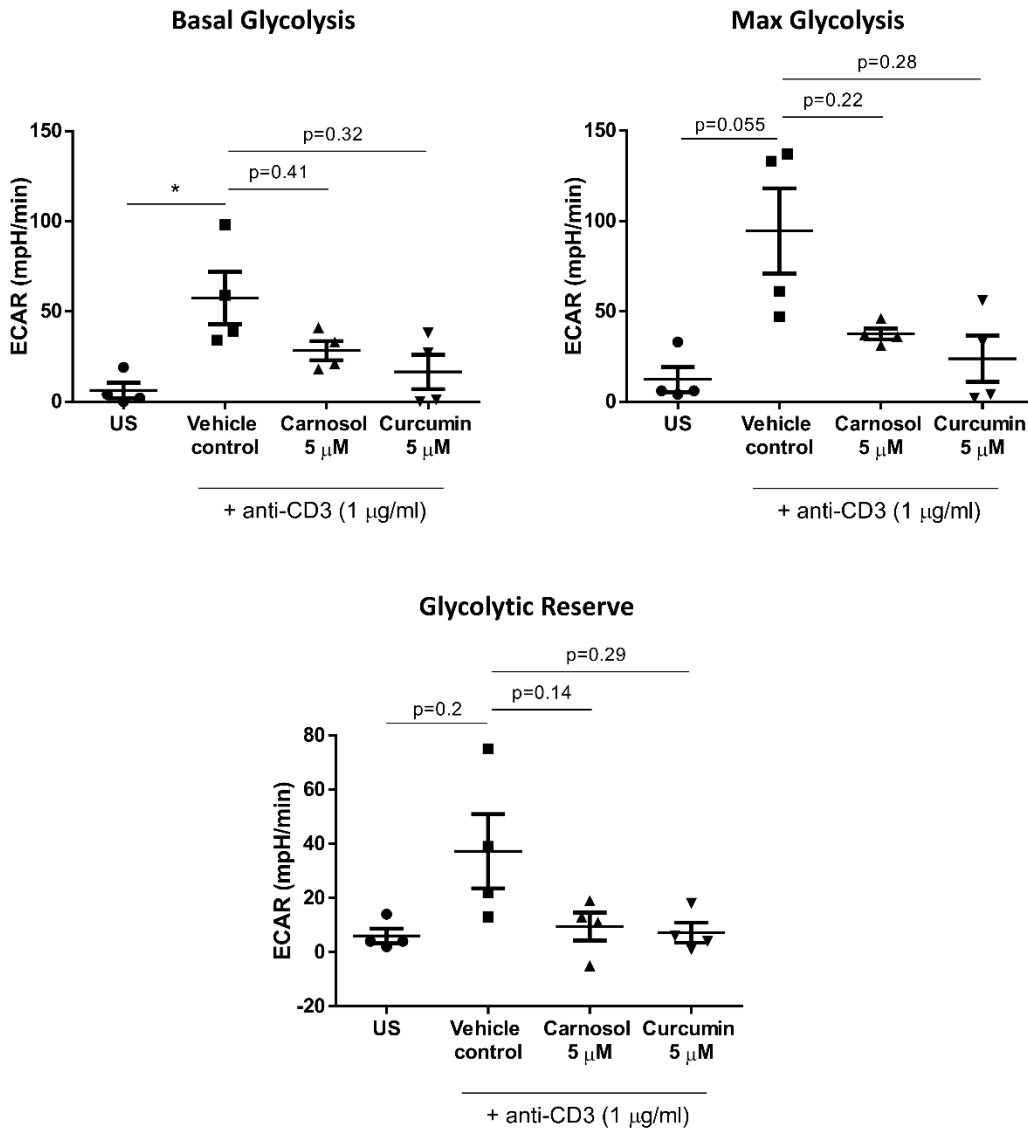 Basal Glycolysis
p=0.32
p=0.41
*
ECAR (mpH/min)
150
100
50
0
US
Vehicle control
Carnosol 5 μM
Curcumin 5 μM
+ anti-CD3 (1 μg/ml)
Max Glycolysis
p=0.28
p=0.22
p=0.055
ECAR (mpH/min)
150
100
50
0
US
Vehicle control
Carnosol 5 μM
Curcumin 5 μM
+ anti-CD3 (1 μg/ml)
Glycolytic Reserve
p=0.29
p=0.14
p=0.2
ECAR (mpH/min)
80
60
40
20
0
-20
US
Vehicle control
Carnosol 5 μM
Curcumin 5 μM
+ anti-CD3 (1 μg/ml)